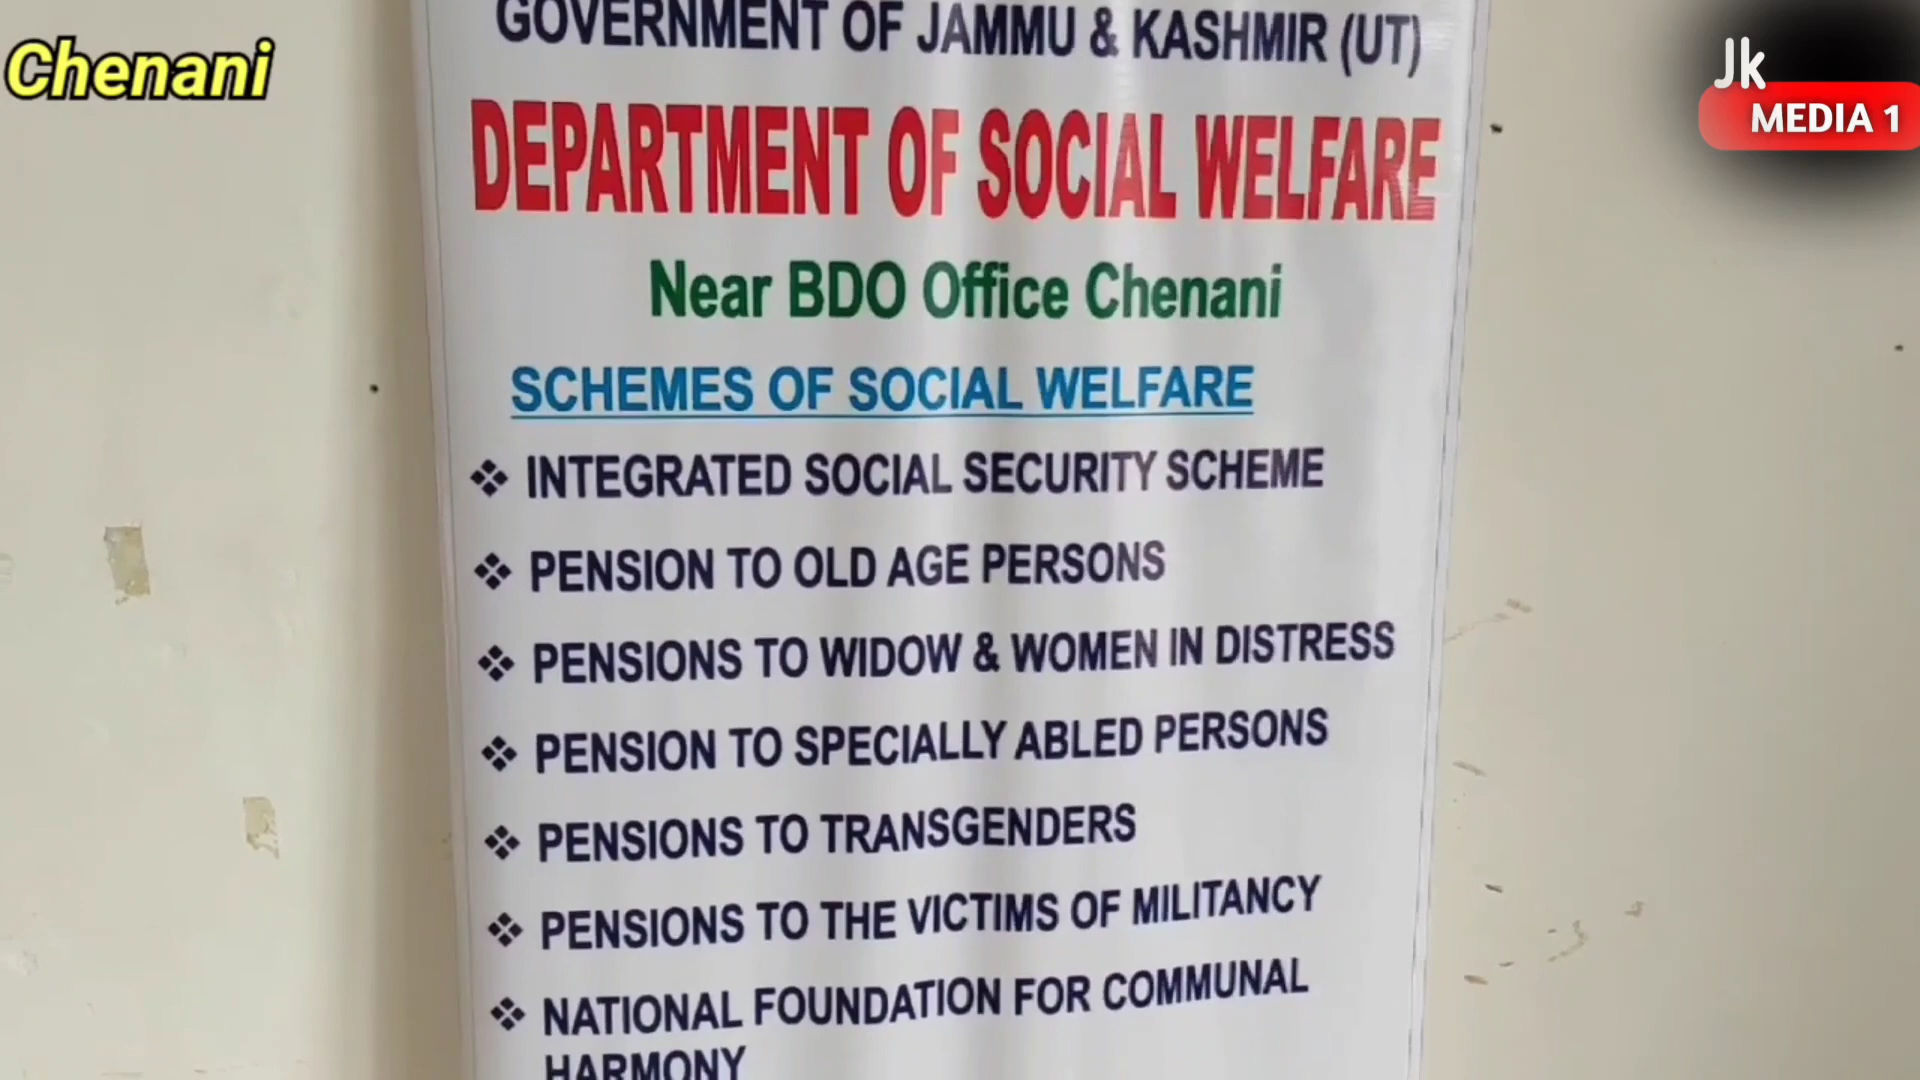 Chenani
Jk
MEDIA 1
GOVERNMENT OF JAMMU & KASHMIR (UT)
DEPARTMENT OF SOCIAL WELFARE
Near BDO Office Chenani
SCHEMES OF SOCIAL WELFARE
❖ INTEGRATED SOCIAL SECURITY SCHEME
❖ PENSION TO OLD AGE PERSONS
❖ PENSIONS TO WIDOW & WOMEN IN DISTRESS
❖ PENSION TO SPECIALLY ABLED PERSONS
❖ PENSIONS TO TRANSGENDERS
❖ PENSIONS TO THE VICTIMS OF MILITANCY
❖ NATIONAL FOUNDATION FOR COMMUNAL
HARMONY